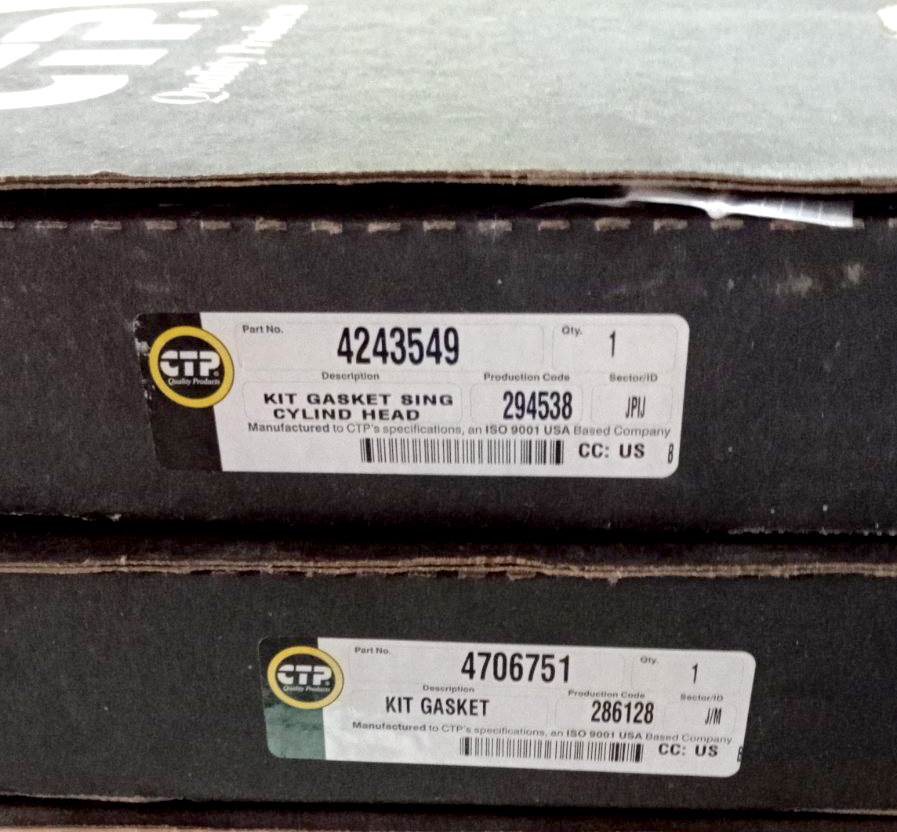 CTP.
Quality Products
Part No. 4243549 Qty. 1
CTP.
Quality Products
Description Production Code Sector/ID
KIT GASKET SING 294538 JPIJ
CYLIND HEAD
Manufactured to CTP's specifications, an ISO 9001 USA Based Company
CC: US 8
Part No. 4706751 Qty. 1
CTP.
Quality Products
Description Production Code Sector/ID
KIT GASKET 286128 J/M
Manufactured to CTP's specifications, an ISO 9001 USA Based Company
CC: US